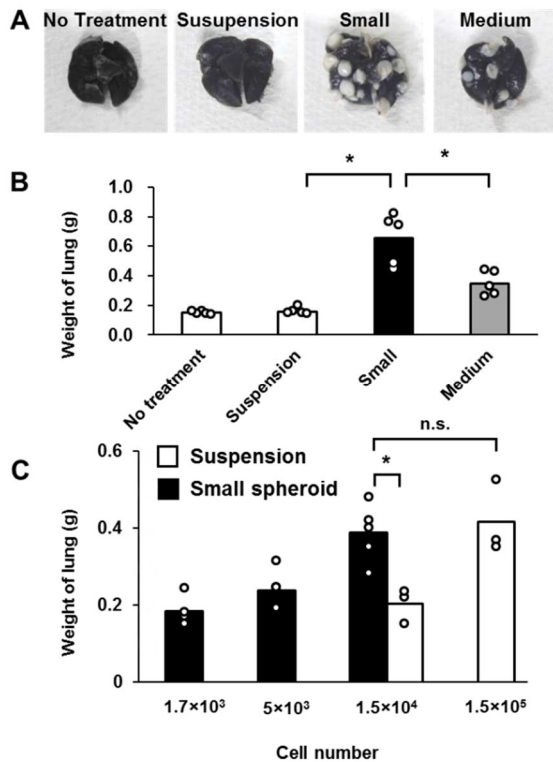 A
No Treatment Susupension Small Medium
B
Weight of lung (g)
1.0
0.8
0.6
0.4
0.2
0.0
* *
No treatment
Suspension
Small
Medium
C
Weight of lung (g)
0.6
0.4
0.2
0
Suspension
Small spheroid
n.s.
*
1.7×10³ 5×10³ 1.5×10⁴ 1.5×10⁵
Cell number